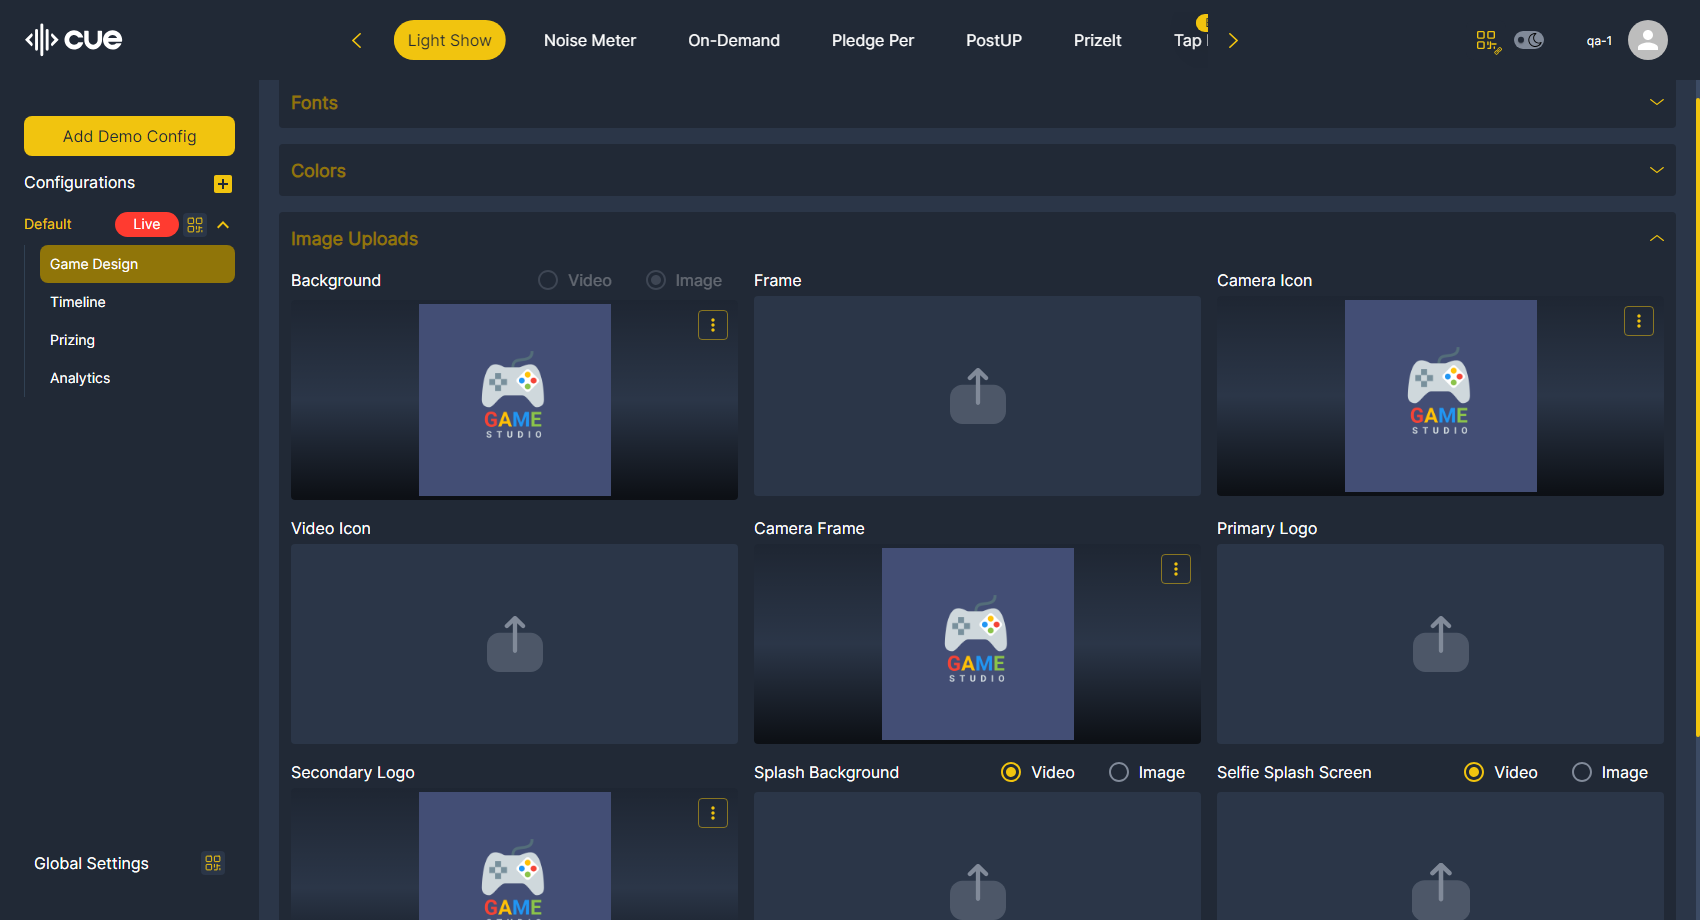 cue
Light Show
Noise Meter
On-Demand
Pledge Per
PostUP
PrizeIt
Tap
qa-1
Add Demo Config
Configurations
Default
Live
Game Design
Timeline
Prizing
Analytics
Global Settings
Fonts
Colors
Image Uploads
Background
Video
Image
Frame
Camera Icon
GAME
STUDIO
GAME
STUDIO
Video Icon
Camera Frame
Primary Logo
GAME
STUDIO
Secondary Logo
Splash Background
Video
Image
Selfie Splash Screen
Video
Image
GAME